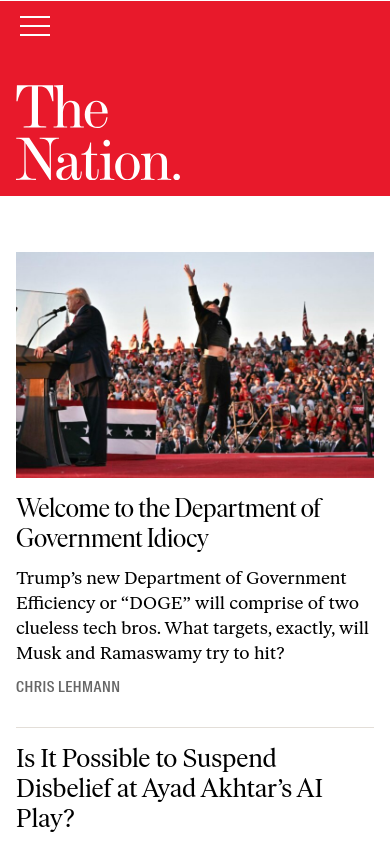 The
Nation.
Welcome to the Department of
Government Idiocy
Trump’s new Department of Government
Efficiency or “DOGE” will comprise of two
clueless tech bros. What targets, exactly, will
Musk and Ramaswamy try to hit?
CHRIS LEHMANN
Is It Possible to Suspend
Disbelief at Ayad Akhtar’s AI
Play?